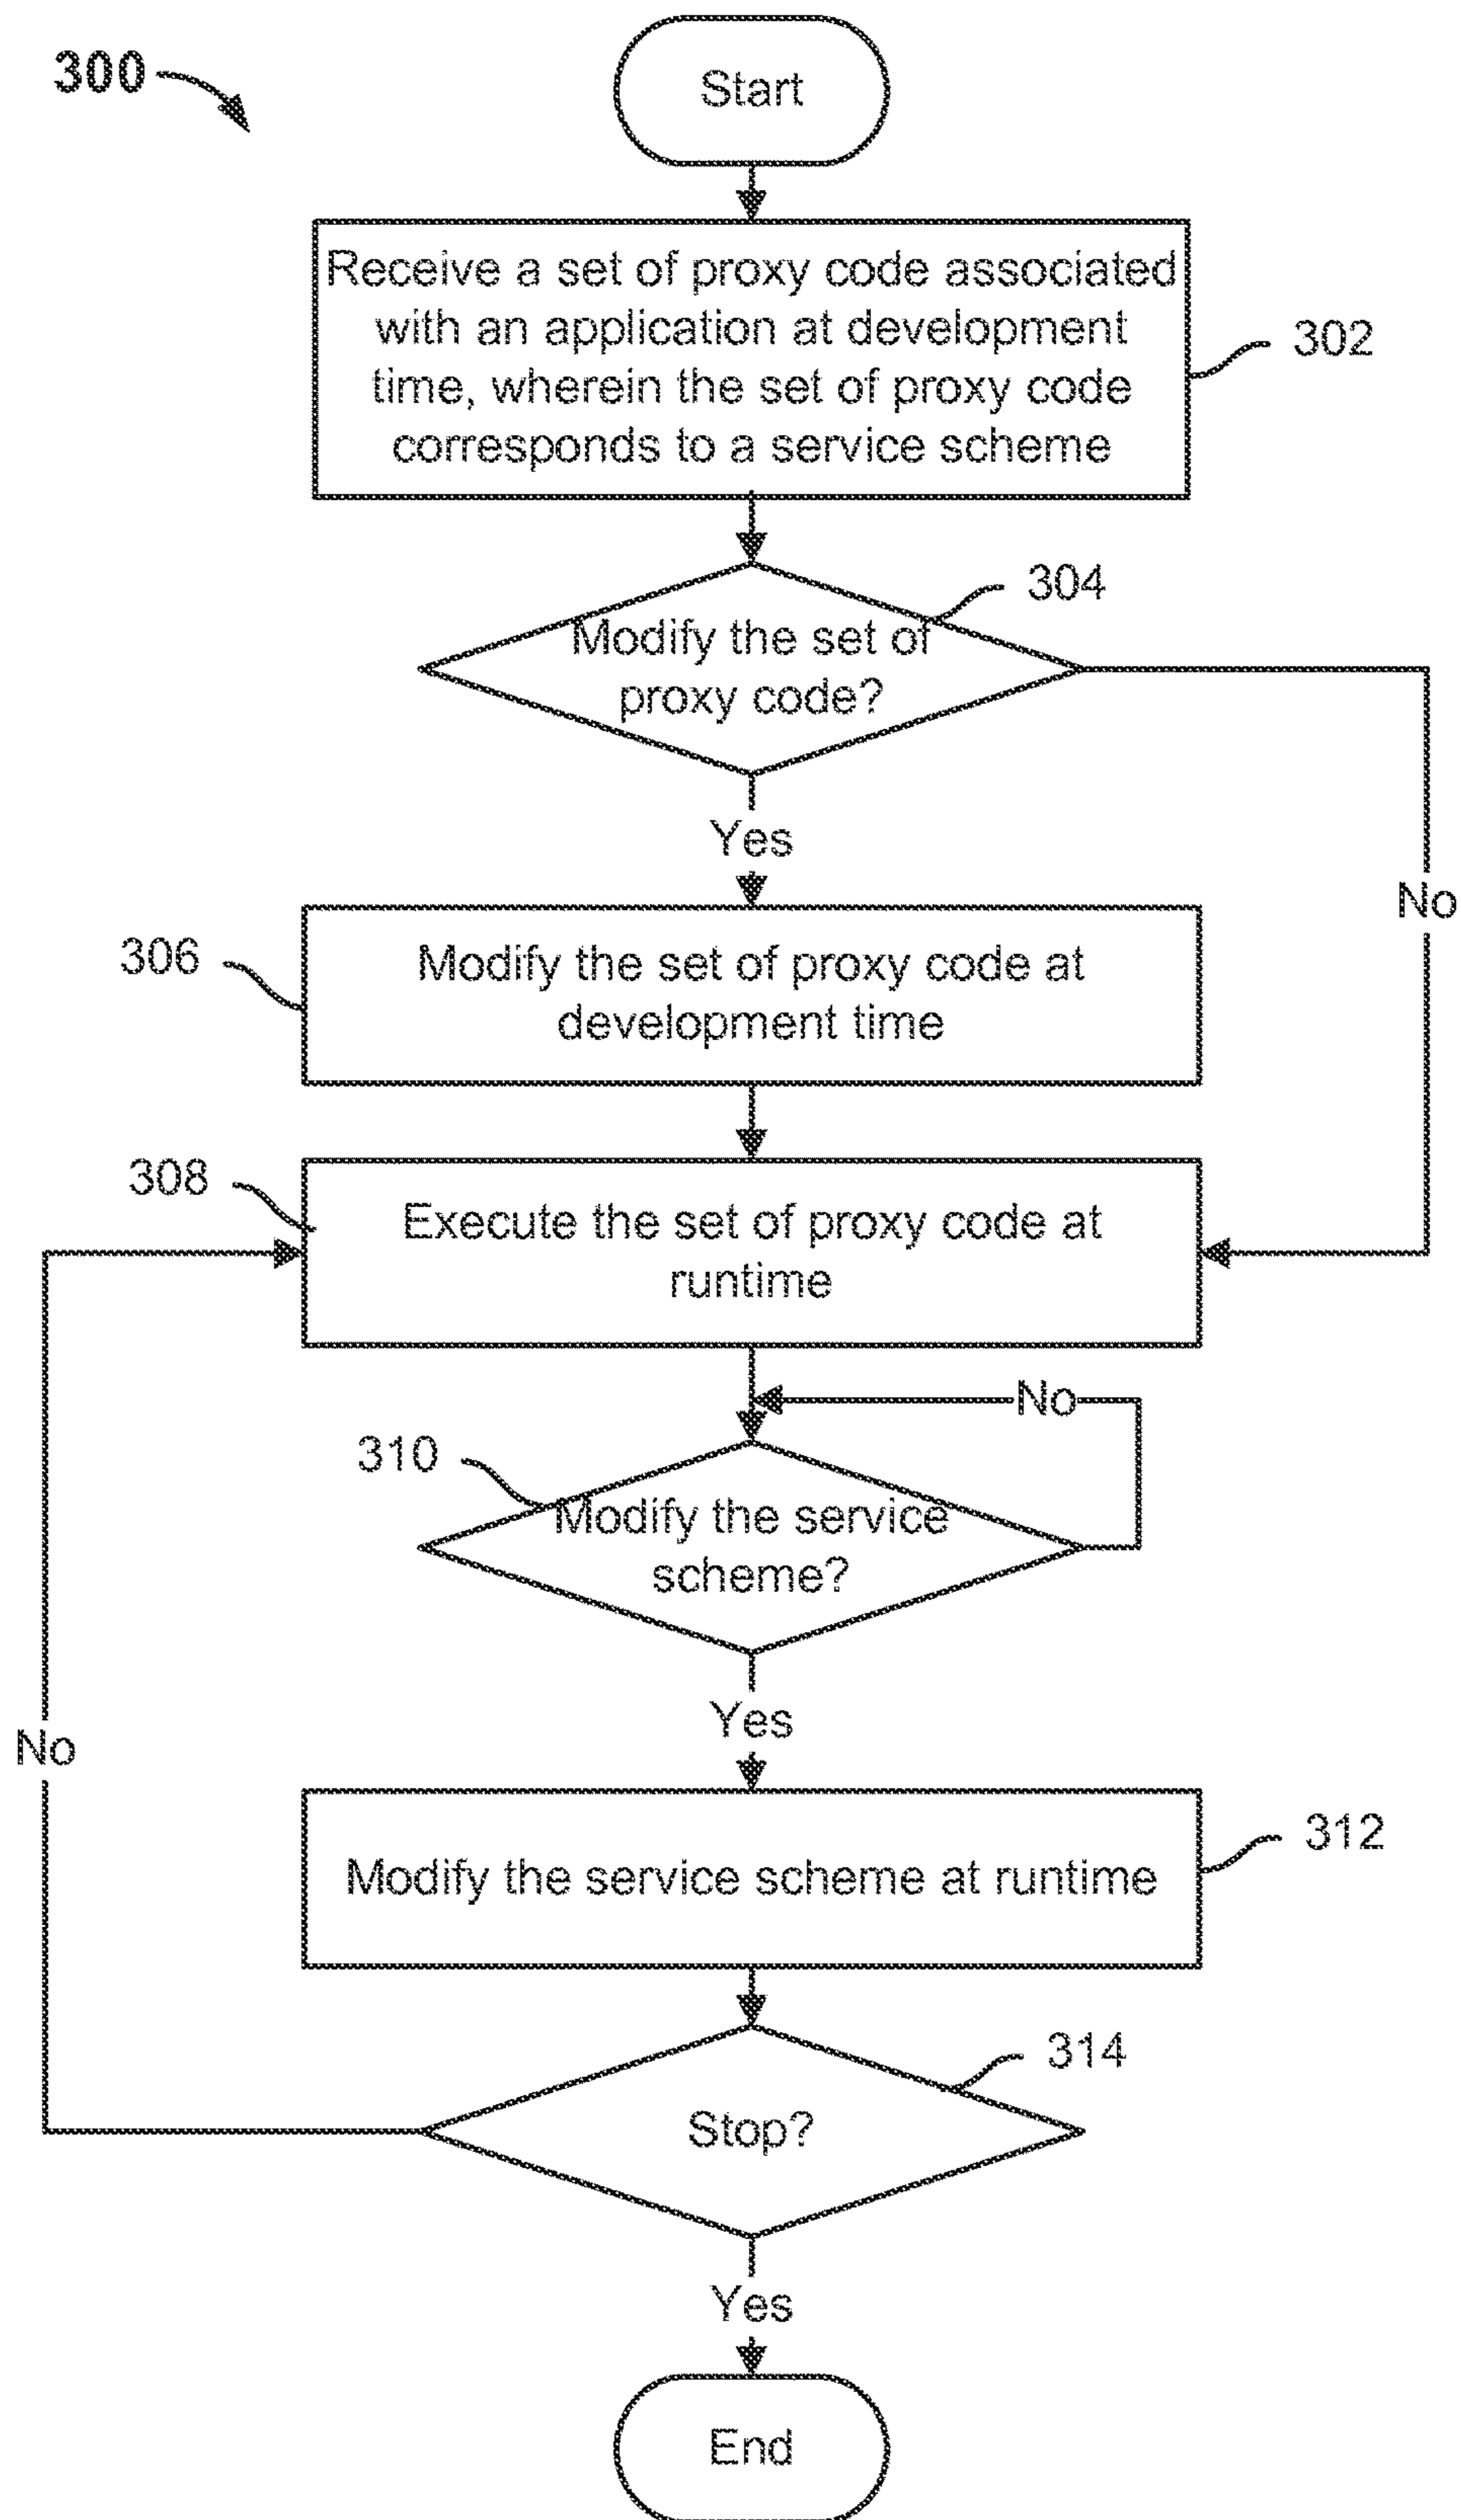 300
Start
Receive a set of proxy code associated
with an application at development
time, wherein the set of proxy code
corresponds to a service scheme
302
304
Modify the set of
proxy code?
Yes
No
306
Modify the set of proxy code at
development time
308
Execute the set of proxy code at
runtime
No
310
Modify the service
scheme?
Yes
No
312
Modify the service scheme at runtime
314
Stop?
Yes
End